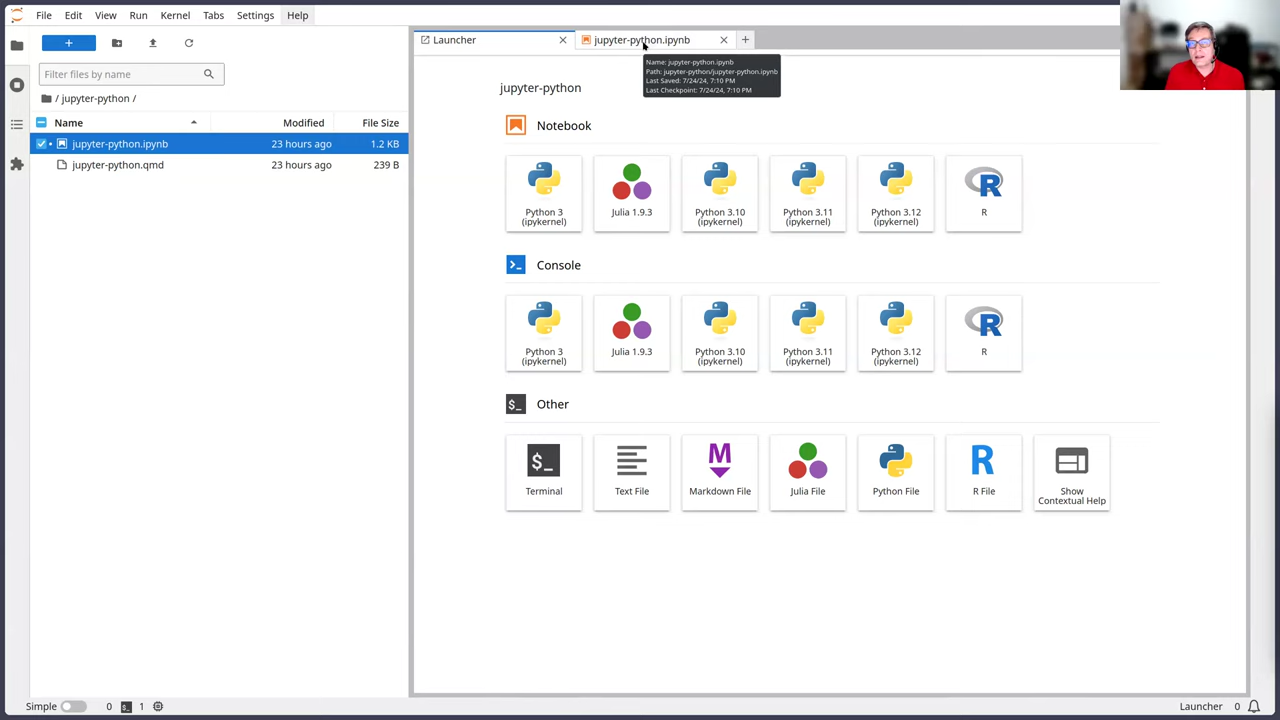 File Edit View Run Kernel Tabs Settings Help
Launcher
jupyter-python.ipynb
Name: jupyter-python.ipynb
Path: jupyter-python/jupyter-python.ipynb
Last Saved: 7/24/24, 7:10 PM
Last Checkpoint: 7/24/24, 7:10 PM
Filter files by name
/ jupyter-python /
Name Modified File Size
jupyter-python.ipynb 23 hours ago 1.2 KB
jupyter-python.qmd 23 hours ago 239 B
jupyter-python
Notebook
Python 3
(ipykernel)
Julia 1.9.3
Python 3.10
(ipykernel)
Python 3.11
(ipykernel)
Python 3.12
(ipykernel)
R
R
Console
Python 3
(ipykernel)
Julia 1.9.3
Python 3.10
(ipykernel)
Python 3.11
(ipykernel)
Python 3.12
(ipykernel)
R
R
$_ Other
$_
Terminal
Text File
M
Markdown File
Julia File
Python File
R
R File
Show
Contextual Help
Simple 0 $_ 1
Launcher 0